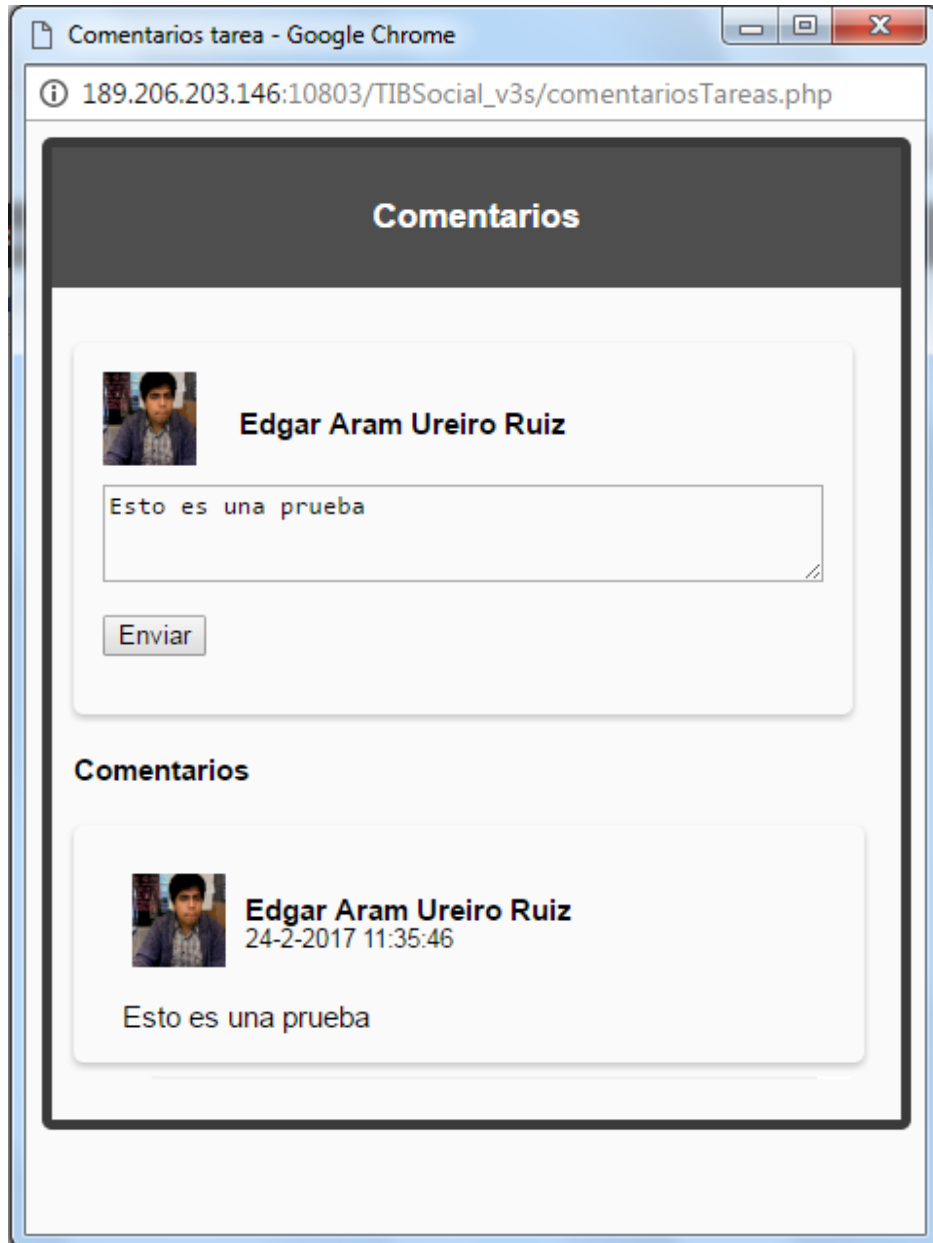 Comentarios tarea - Google Chrome
189.206.203.146:10803/TIBSocial_v3s/comentariosTareas.php
Comentarios
Edgar Aram Ureiro Ruiz
Esto es una prueba
Enviar
Comentarios
Edgar Aram Ureiro Ruiz
24-2-2017 11:35:46
Esto es una prueba